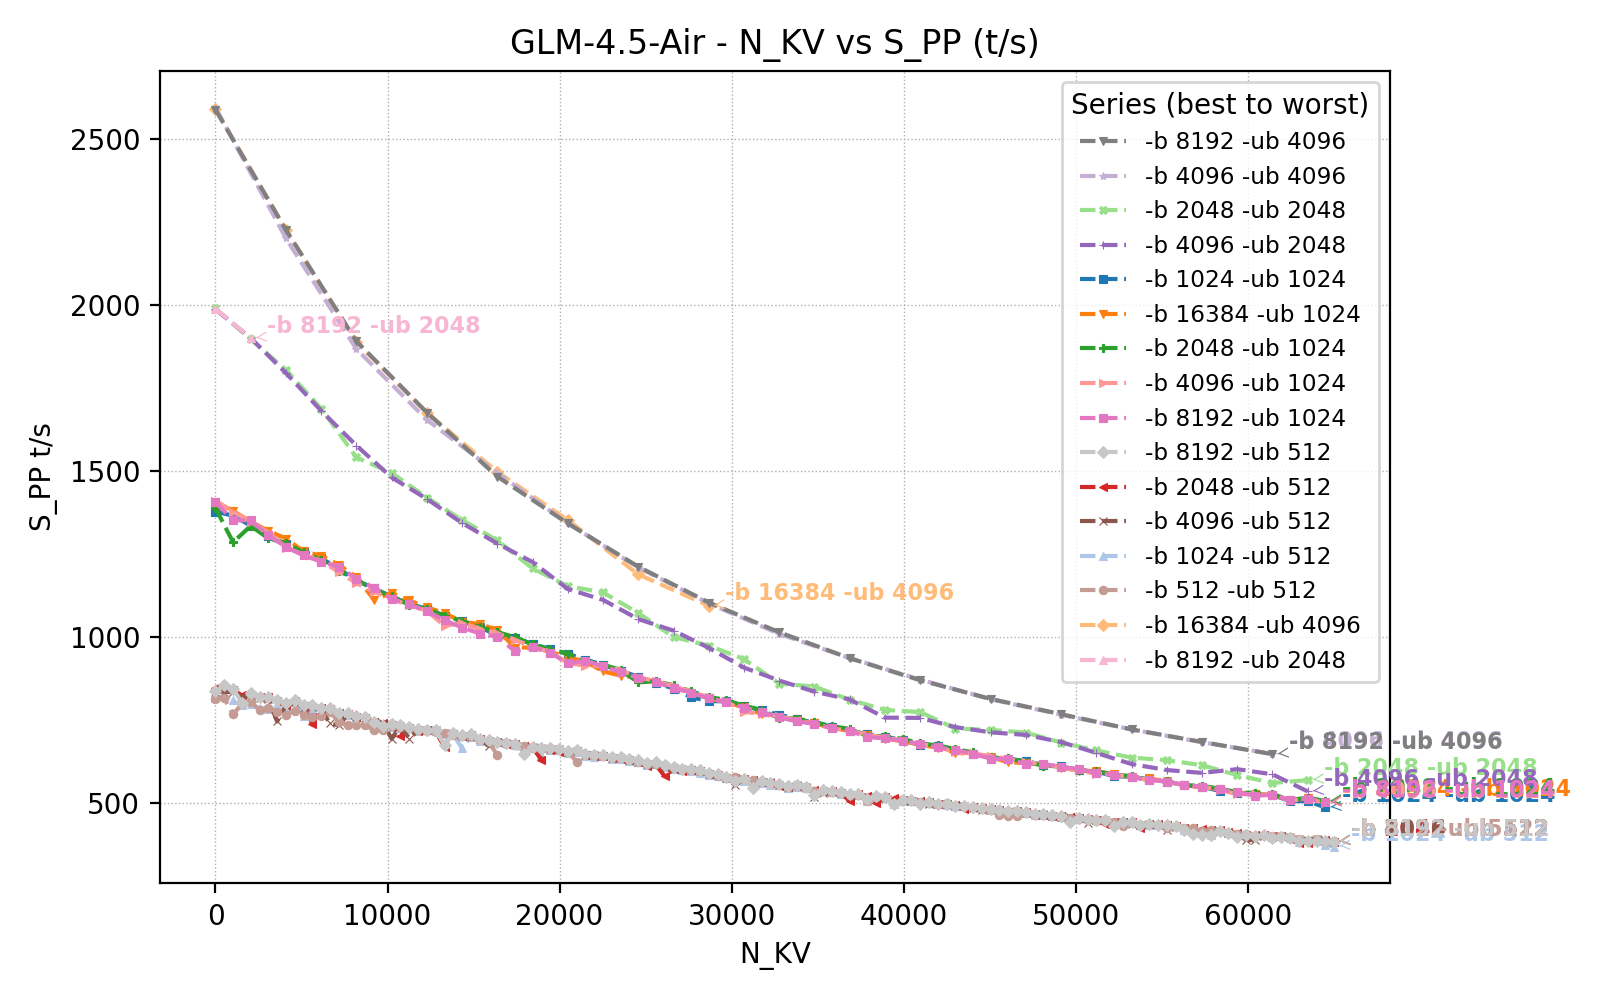 GLM-4.5-Air - N_KV vs S_PP (t/s)
S_PP t/s
2500
2000
1500
1000
500
Series (best to worst)
-b 8192 -ub 4096
-b 4096 -ub 4096
-b 2048 -ub 2048
-b 4096 -ub 2048
-b 1024 -ub 1024
-b 16384 -ub 1024
-b 2048 -ub 1024
-b 4096 -ub 1024
-b 8192 -ub 1024
-b 8192 -ub 512
-b 2048 -ub 512
-b 4096 -ub 512
-b 1024 -ub 512
-b 512 -ub 512
-b 16384 -ub 4096
-b 8192 -ub 2048
-b 8192 -ub 2048
-b 16384 -ub 4096
-b 8192 -ub 4096
-b 2048 -ub 2048
-b 4096 -ub 2048
-b 1024 -ub 1024
-b 1024 -ub 512
0 10000 20000 30000 40000 50000 60000
N_KV